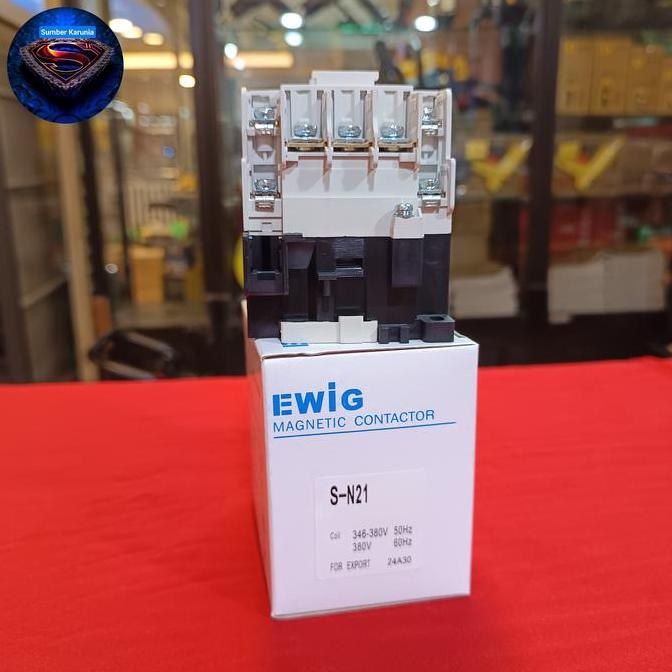 Sumber Karunia
EWiG
MAGNETIC CONTACTOR
S-N21
Coil 346-380V 50Hz
380V 60Hz
FOR EXPORT 24A30